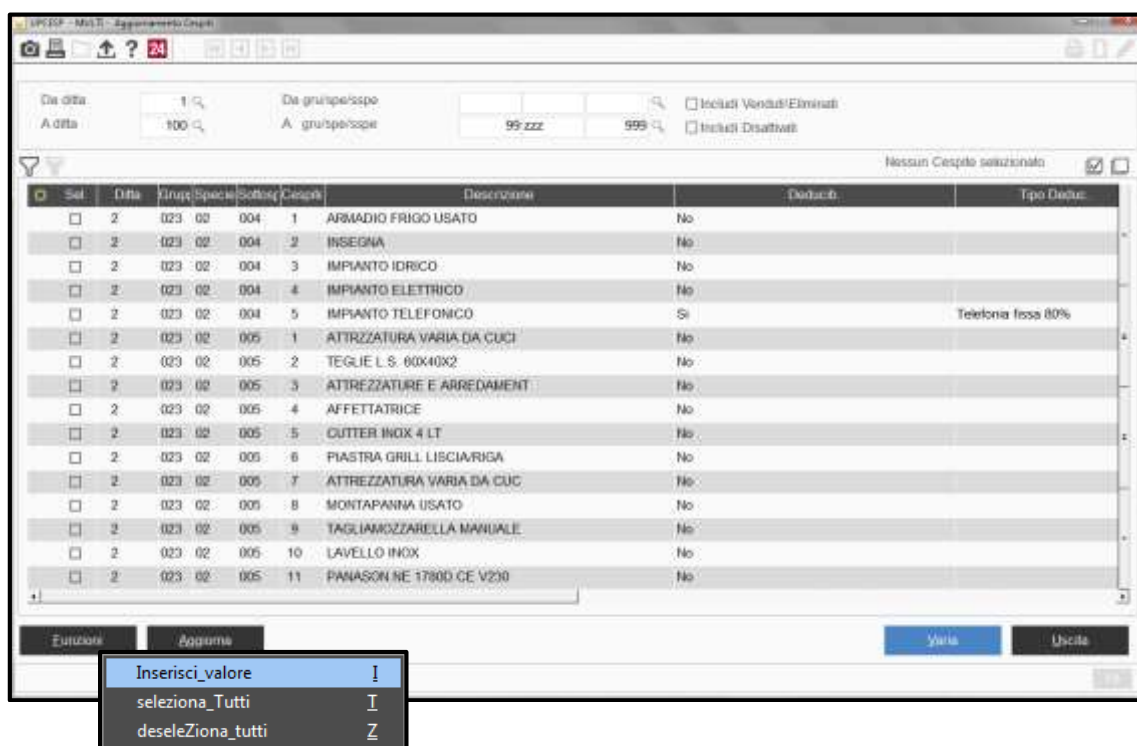 UPCESP - MULTI - Aggiornamento Cespiti
? 24
Da ditta 1 Da gru/spe/sspe Includi Venduti/Eliminati
A ditta 100 A gru/spe/sspe 99 zzz 999 Includi Disattivati
Nessun Cespite selezionato
Sel Ditta Grupp Specie Sottosp Cespite Descrizione Deducib. Tipo Deduc.
2 023 02 004 1 ARMADIO FRIGO USATO No
2 023 02 004 2 INSEGNA No
2 023 02 004 3 IMPIANTO IDRICO No
2 023 02 004 4 IMPIANTO ELETTRICO No
2 023 02 004 5 IMPIANTO TELEFONICO Si Telefonia fissa 80%
2 023 02 005 1 ATTRZZATURA VARIA DA CUCI No
2 023 02 005 2 TEGLIE L.S. 60X40X2 No
2 023 02 005 3 ATTREZZATURE E ARREDAMENT No
2 023 02 005 4 AFFETTATRICE No
2 023 02 005 5 CUTTER INOX 4 LT No
2 023 02 005 6 PIASTRA GRILL LISCIA/RIGA No
2 023 02 005 7 ATTREZZATURA VARIA DA CUC No
2 023 02 005 8 MONTAPANNA USATO No
2 023 02 005 9 TAGLIAMOZZARELLA MANUALE No
2 023 02 005 10 LAVELLO INOX No
2 023 02 005 11 PANASON NE 1780D CE V230 No
Funzioni Aggiorna Varia Uscita
Inserisci_valore I
seleziona_Tutti T
deseleZiona_tutti Z